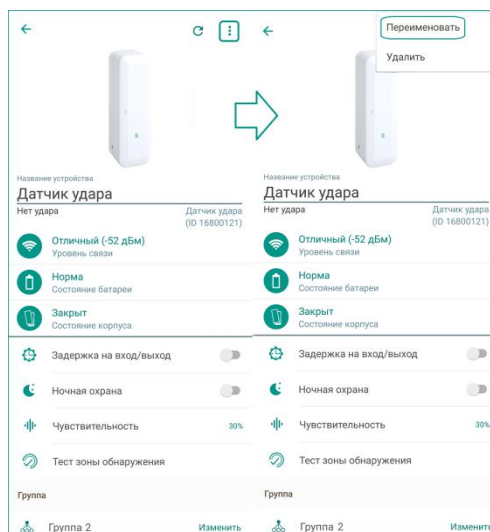 Название устройства
Датчик удара
Нет удара
Датчик удара
(ID 16800121)
Отличный (-52 дБм)
Уровень связи
Норма
Состояние батареи
Закрыт
Состояние корпуса
Задержка на вход/выход
Ночная охрана
Чувствительность 30%
Тест зоны обнаружения
Группа
Группа 2 Изменить
Переименовать
Удалить
Название устройства
Датчик удара
Нет удара
Датчик удара
(ID 16800121)
Отличный (-52 дБм)
Уровень связи
Норма
Состояние батареи
Закрыт
Состояние корпуса
Задержка на вход/выход
Ночная охрана
Чувствительность 30%
Тест зоны обнаружения
Группа
Группа 2 Изменить